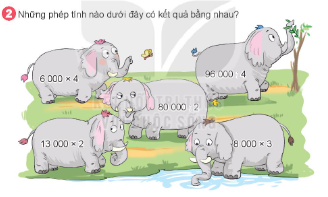 2 Những phép tính nào dưới đây có kết quả bằng nhau?
6 000 × 4
96 000 : 4
80 000 : 2
13 000 × 2
8 000 × 3